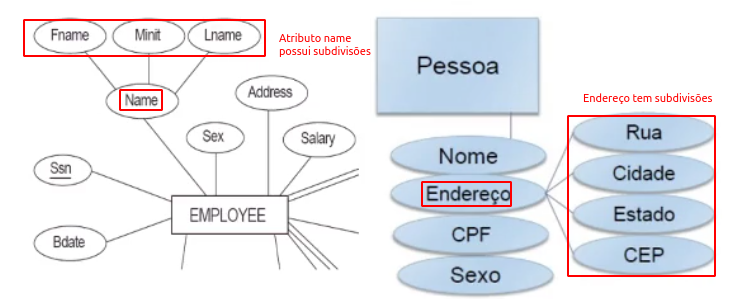 Fname
Minit
Lname
Atributo name
possui subdivisões
Name
Address
Sex
Salary
Ssn
EMPLOYEE
Bdate
Pessoa
Nome
Endereço
CPF
Sexo
Endereço tem subdivisões
Rua
Cidade
Estado
CEP